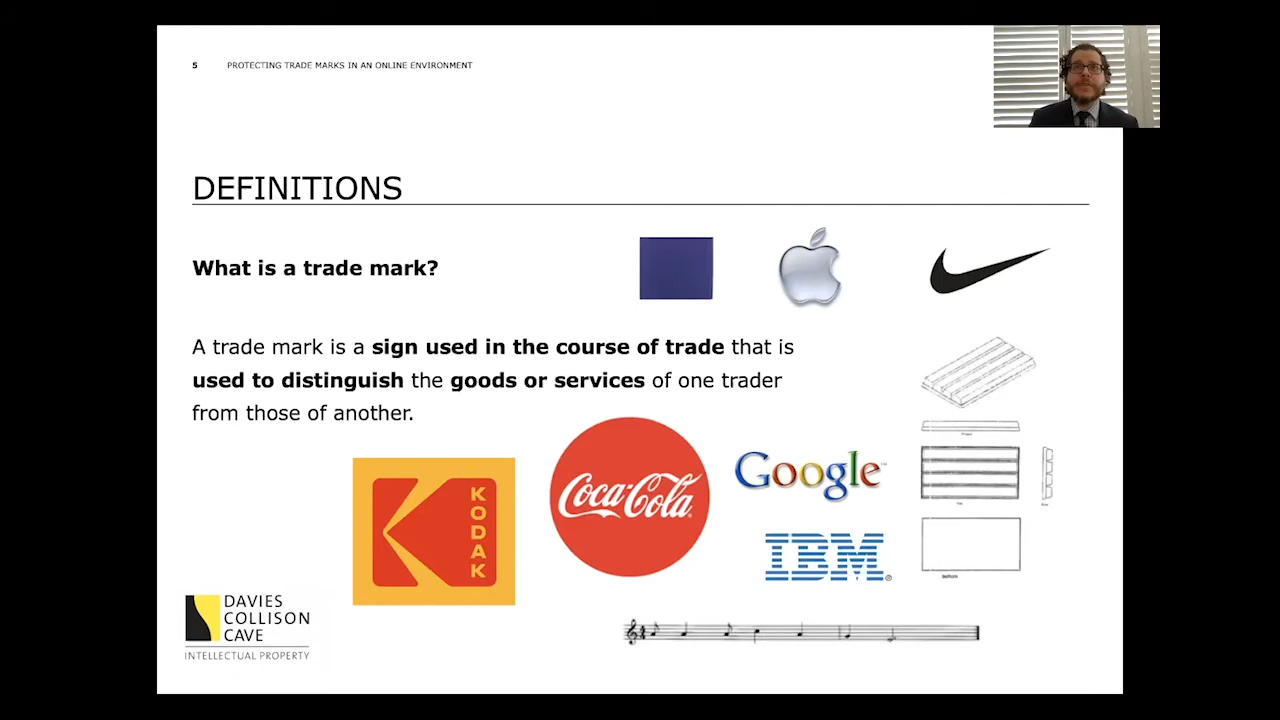 5 PROTECTING TRADE MARKS IN AN ONLINE ENVIRONMENT
DEFINITIONS
What is a trade mark?
A trade mark is a sign used in the course of trade that is
used to distinguish the goods or services of one trader
from those of another.
KODAK
Coca-Cola
Google
IBM
Bottom
DAVIES
COLLISON
CAVE
INTELLECTUAL PROPERTY